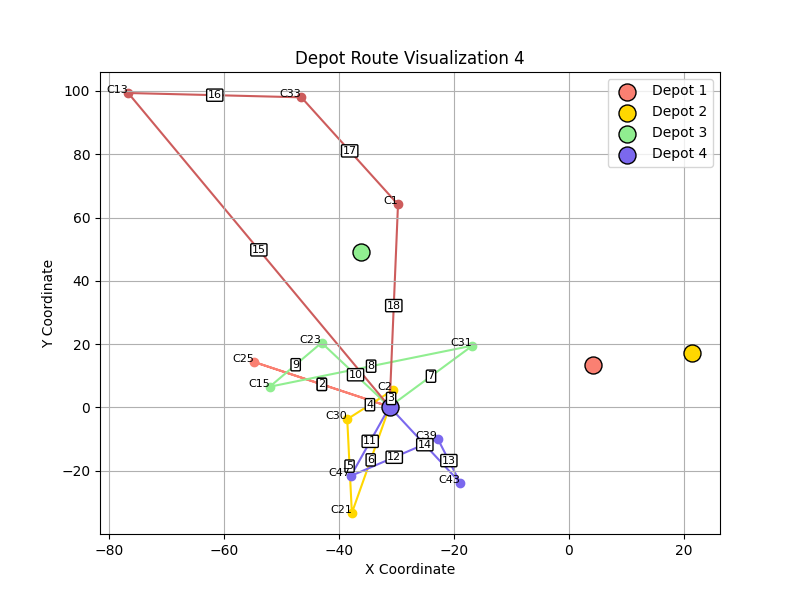 Depot Route Visualization 4
Depot 1
Depot 2
Depot 3
Depot 4
Y Coordinate
100
80
60
40
20
0
−20
C13
16
C33
17
C1
15
18
C23
C31
C25
9
8
10
7
C15
2
C2
3
4
C30
C39
11
14
5
6
12
13
C47
C43
C21
−80
−60
−40
−20
0
20
X Coordinate